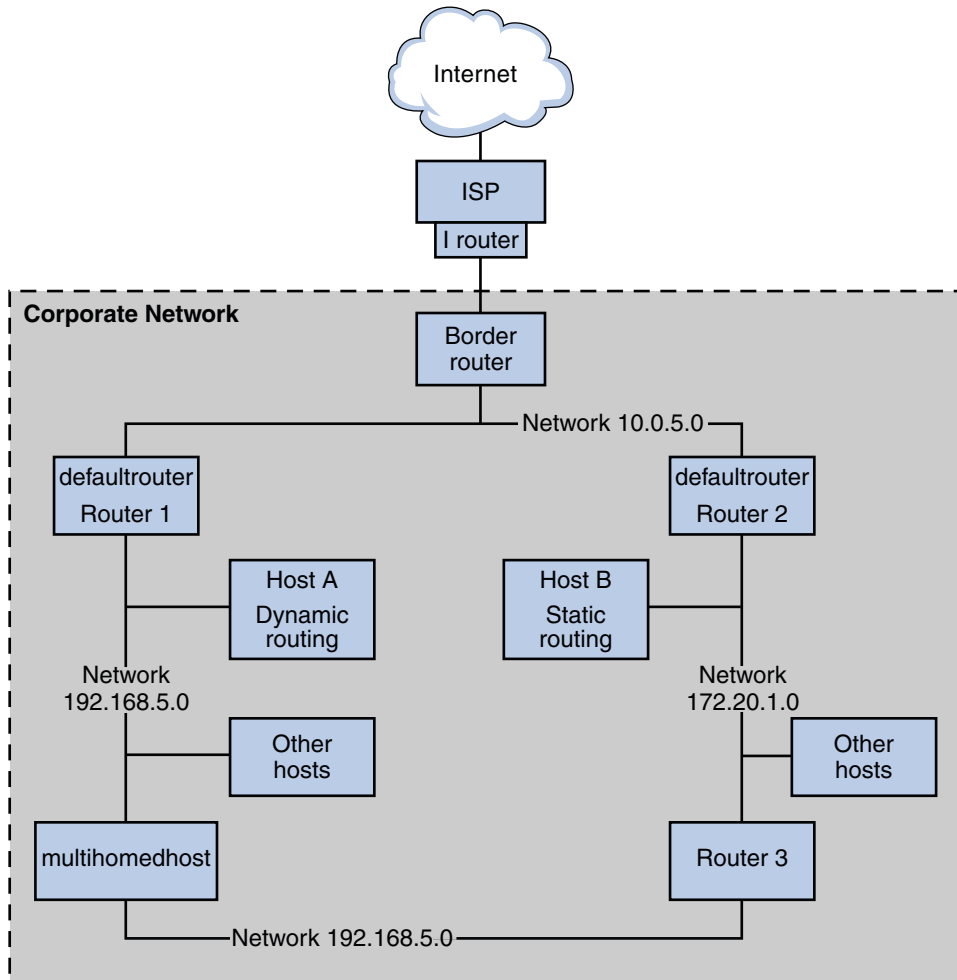 Internet
ISP
I router
Corporate Network
Border
router
Network 10.0.5.0
defaultrouter
Router 1
defaultrouter
Router 2
Host A
Dynamic
routing
Host B
Static
routing
Network
192.168.5.0
Network
172.20.1.0
Other
hosts
Other
hosts
multihomedhost
Router 3
Network 192.168.5.0